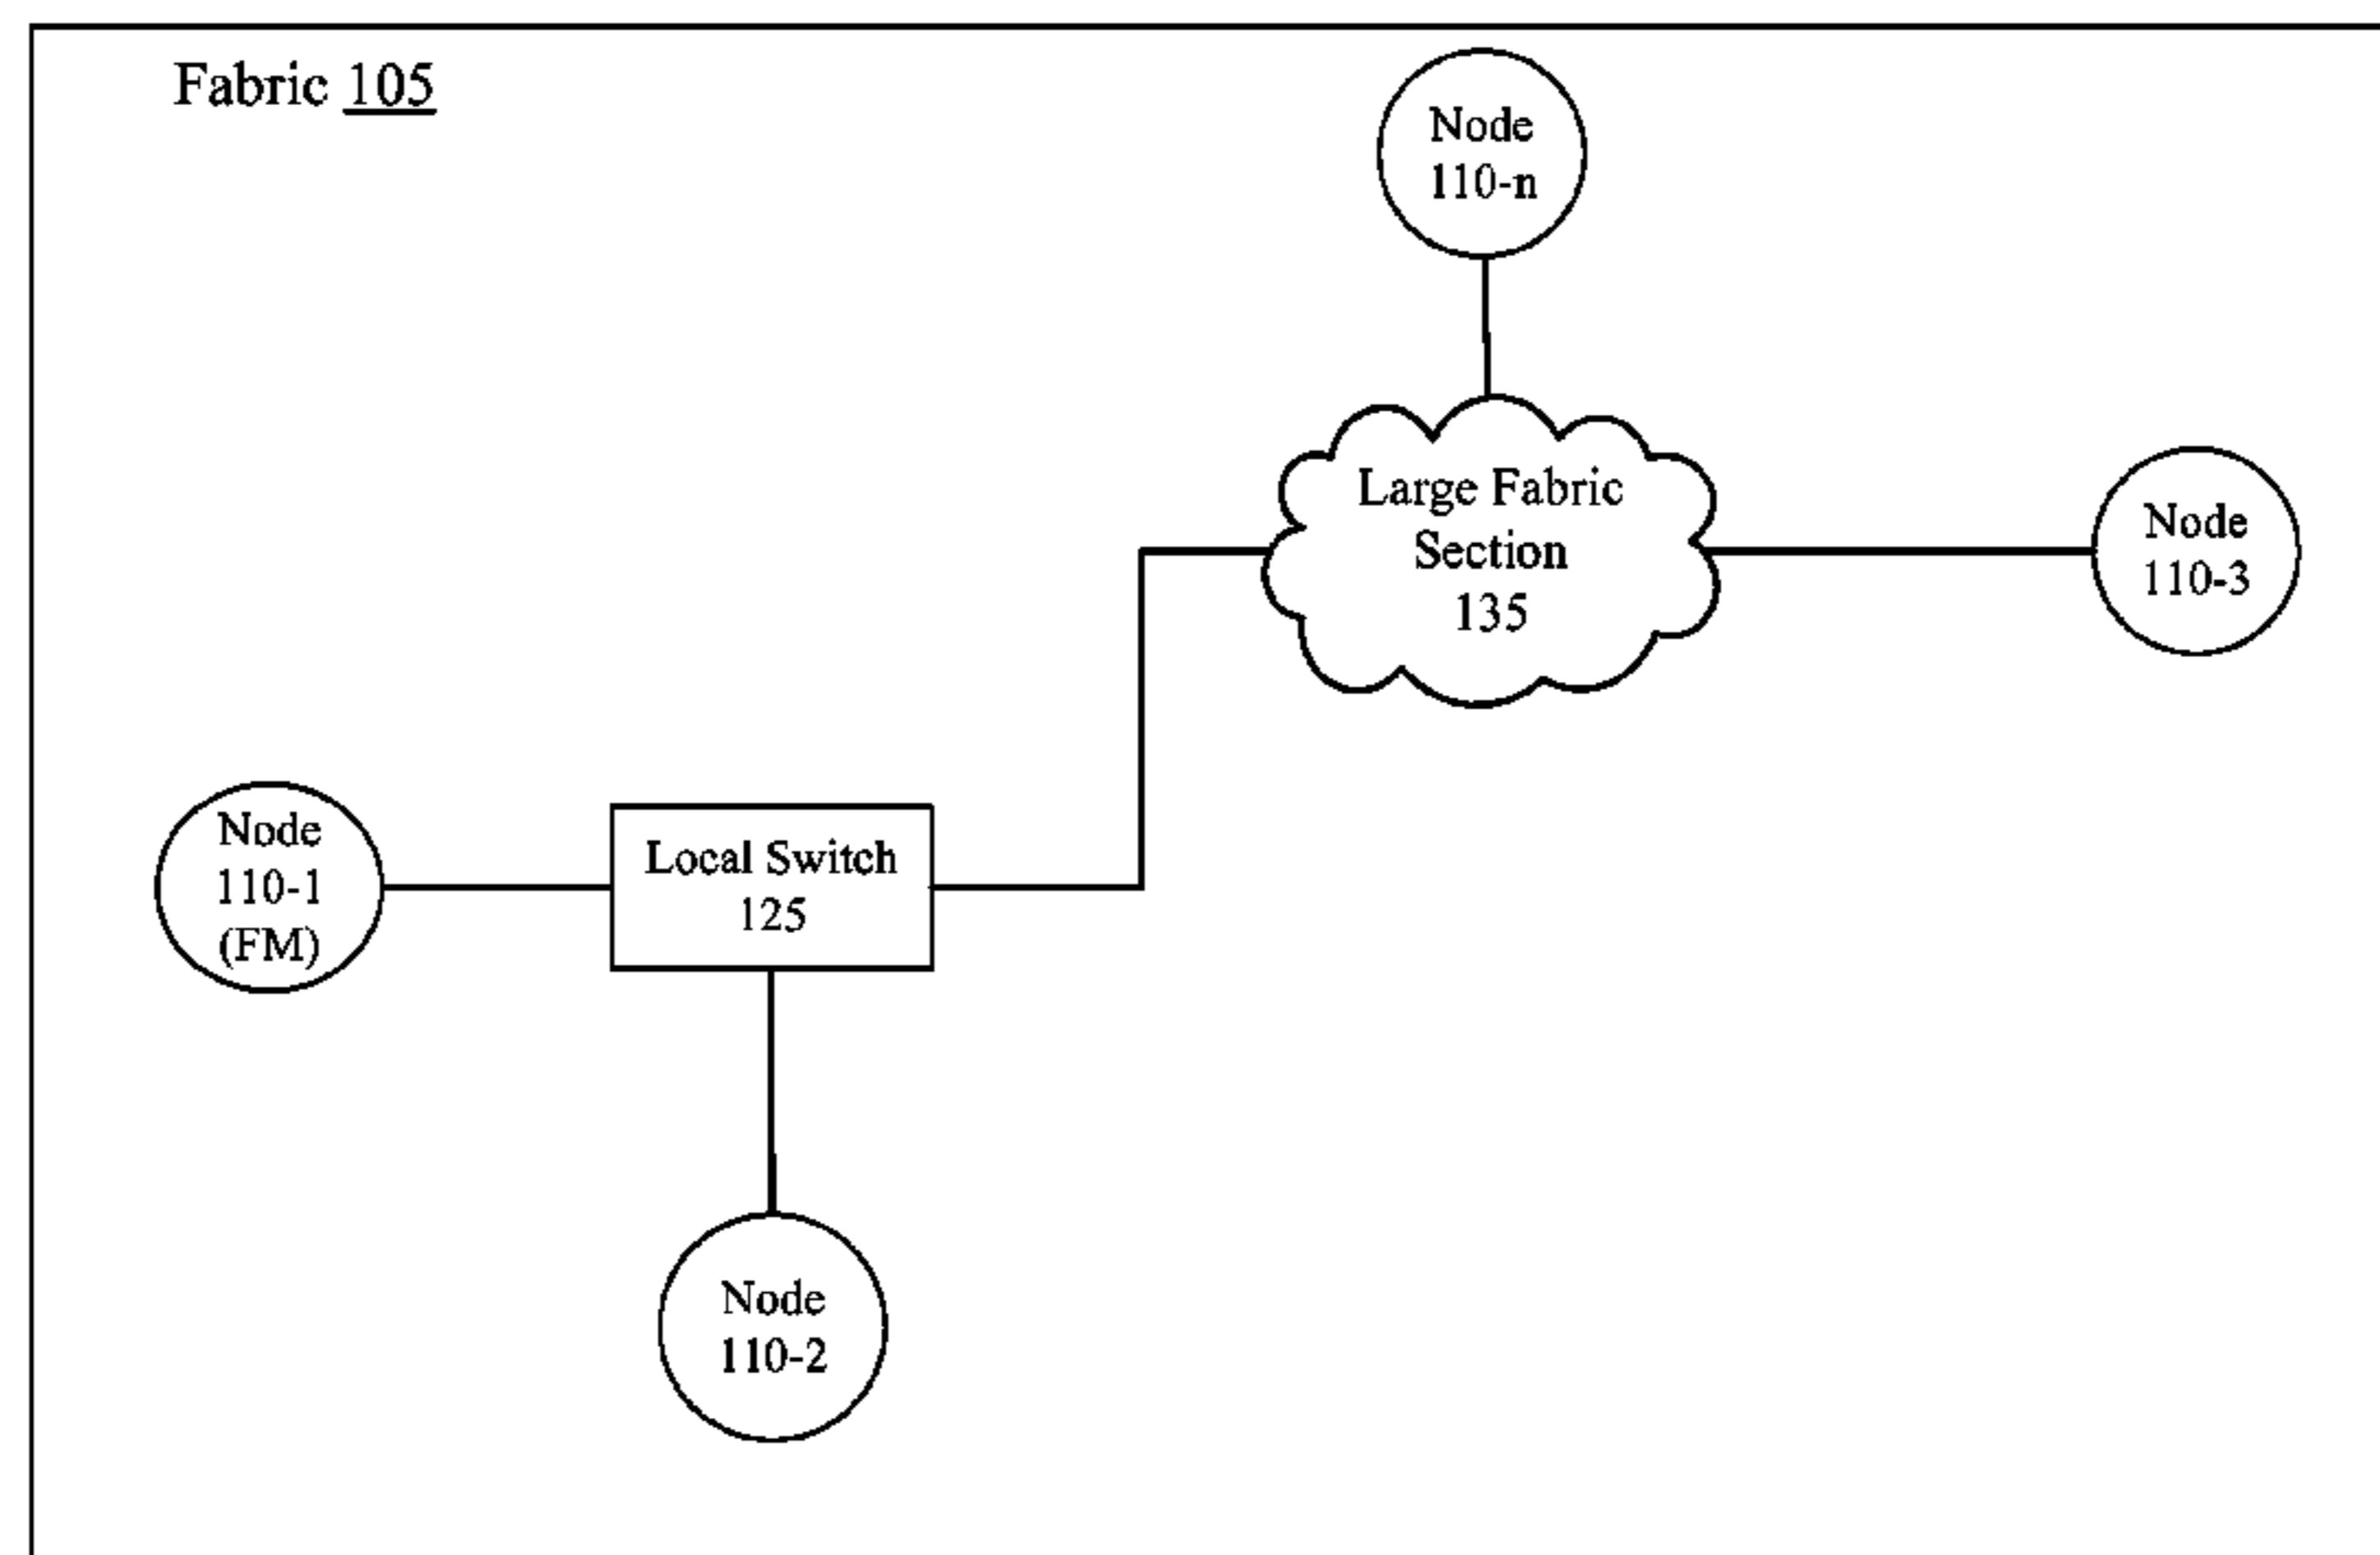 Fabric 105
Node
110-n
Large Fabric
Section
135
Node
110-3
Node
110-1
(FM)
Local Switch
125
Node
110-2